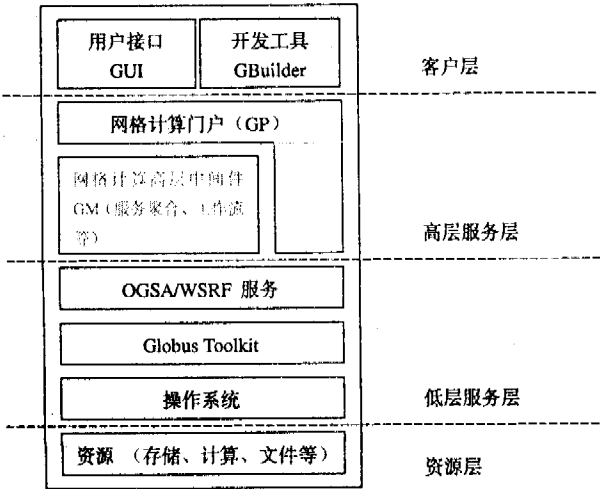 用户接口
GUI
开发工具
GBuilder
客户层
网格计算门户（GP）
网格计算高层中间件
GM（服务聚合、工作流
等）
高层服务层
OGSA/WSRF 服务
Globus Toolkit
操作系统
低层服务层
资源 （存储、计算、文件等）
资源层